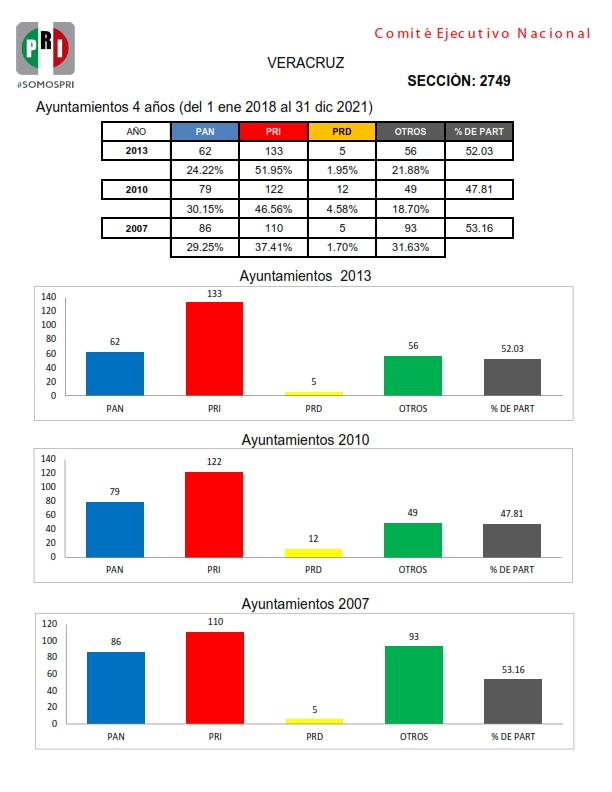 Comité Ejecutivo Nacional
PRI
#SOMOSPRI
VERACRUZ
SECCIÓN: 2749
Ayuntamientos 4 años (del 1 ene 2018 al 31 dic 2021)
AÑO PAN PRI PRD OTROS % DE PART
2013 62 133 5 56 52.03
24.22% 51.95% 1.95% 21.88%
2010 79 122 12 49 47.81
30.15% 46.56% 4.58% 18.70%
2007 86 110 5 93 53.16
29.25% 37.41% 1.70% 31.63%
Ayuntamientos 2013
140
120
100
80
60
40
20
0
62 133 5 56 52.03
PAN PRI PRD OTROS % DE PART
Ayuntamientos 2010
140
120
100
80
60
40
20
0
79 122 12 49 47.81
PAN PRI PRD OTROS % DE PART
Ayuntamientos 2007
120
100
80
60
40
20
0
86 110 5 93 53.16
PAN PRI PRD OTROS % DE PART